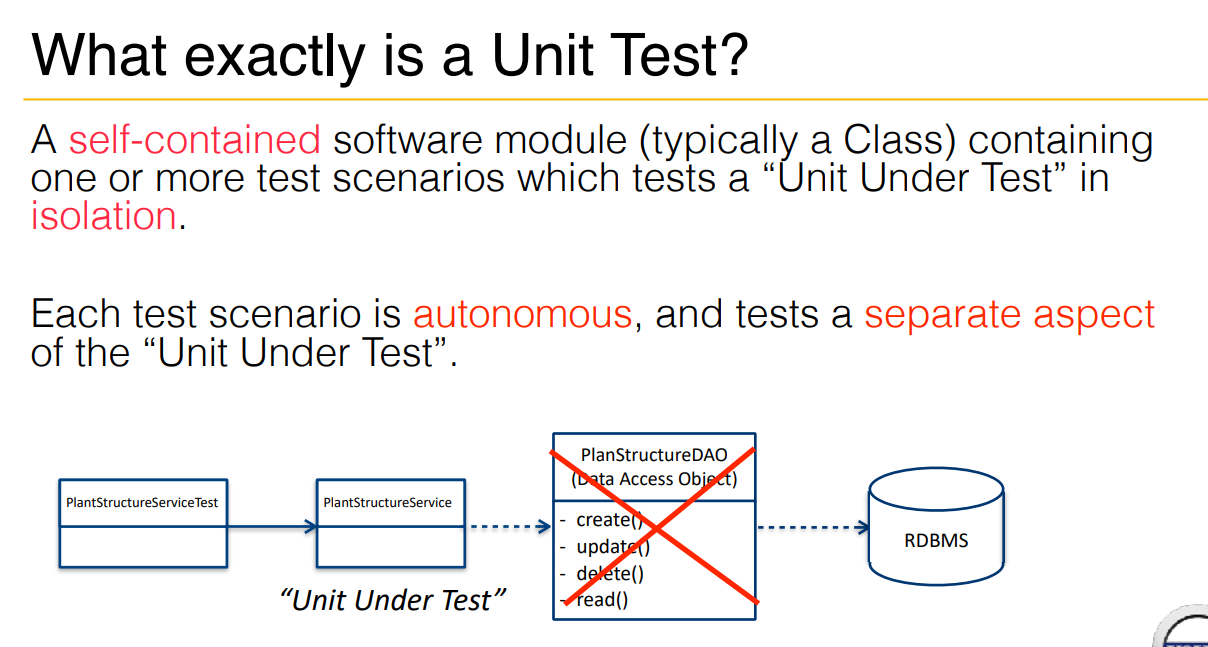 What exactly is a Unit Test?
A self-contained software module (typically a Class) containing
one or more test scenarios which tests a “Unit Under Test” in
isolation.
Each test scenario is autonomous, and tests a separate aspect
of the “Unit Under Test”.
PlantStructureServiceTest
PlantStructureService
“Unit Under Test”
PlanStructureDAO
(Data Access Object)
- create()
- update()
- delete()
- read()
RDBMS